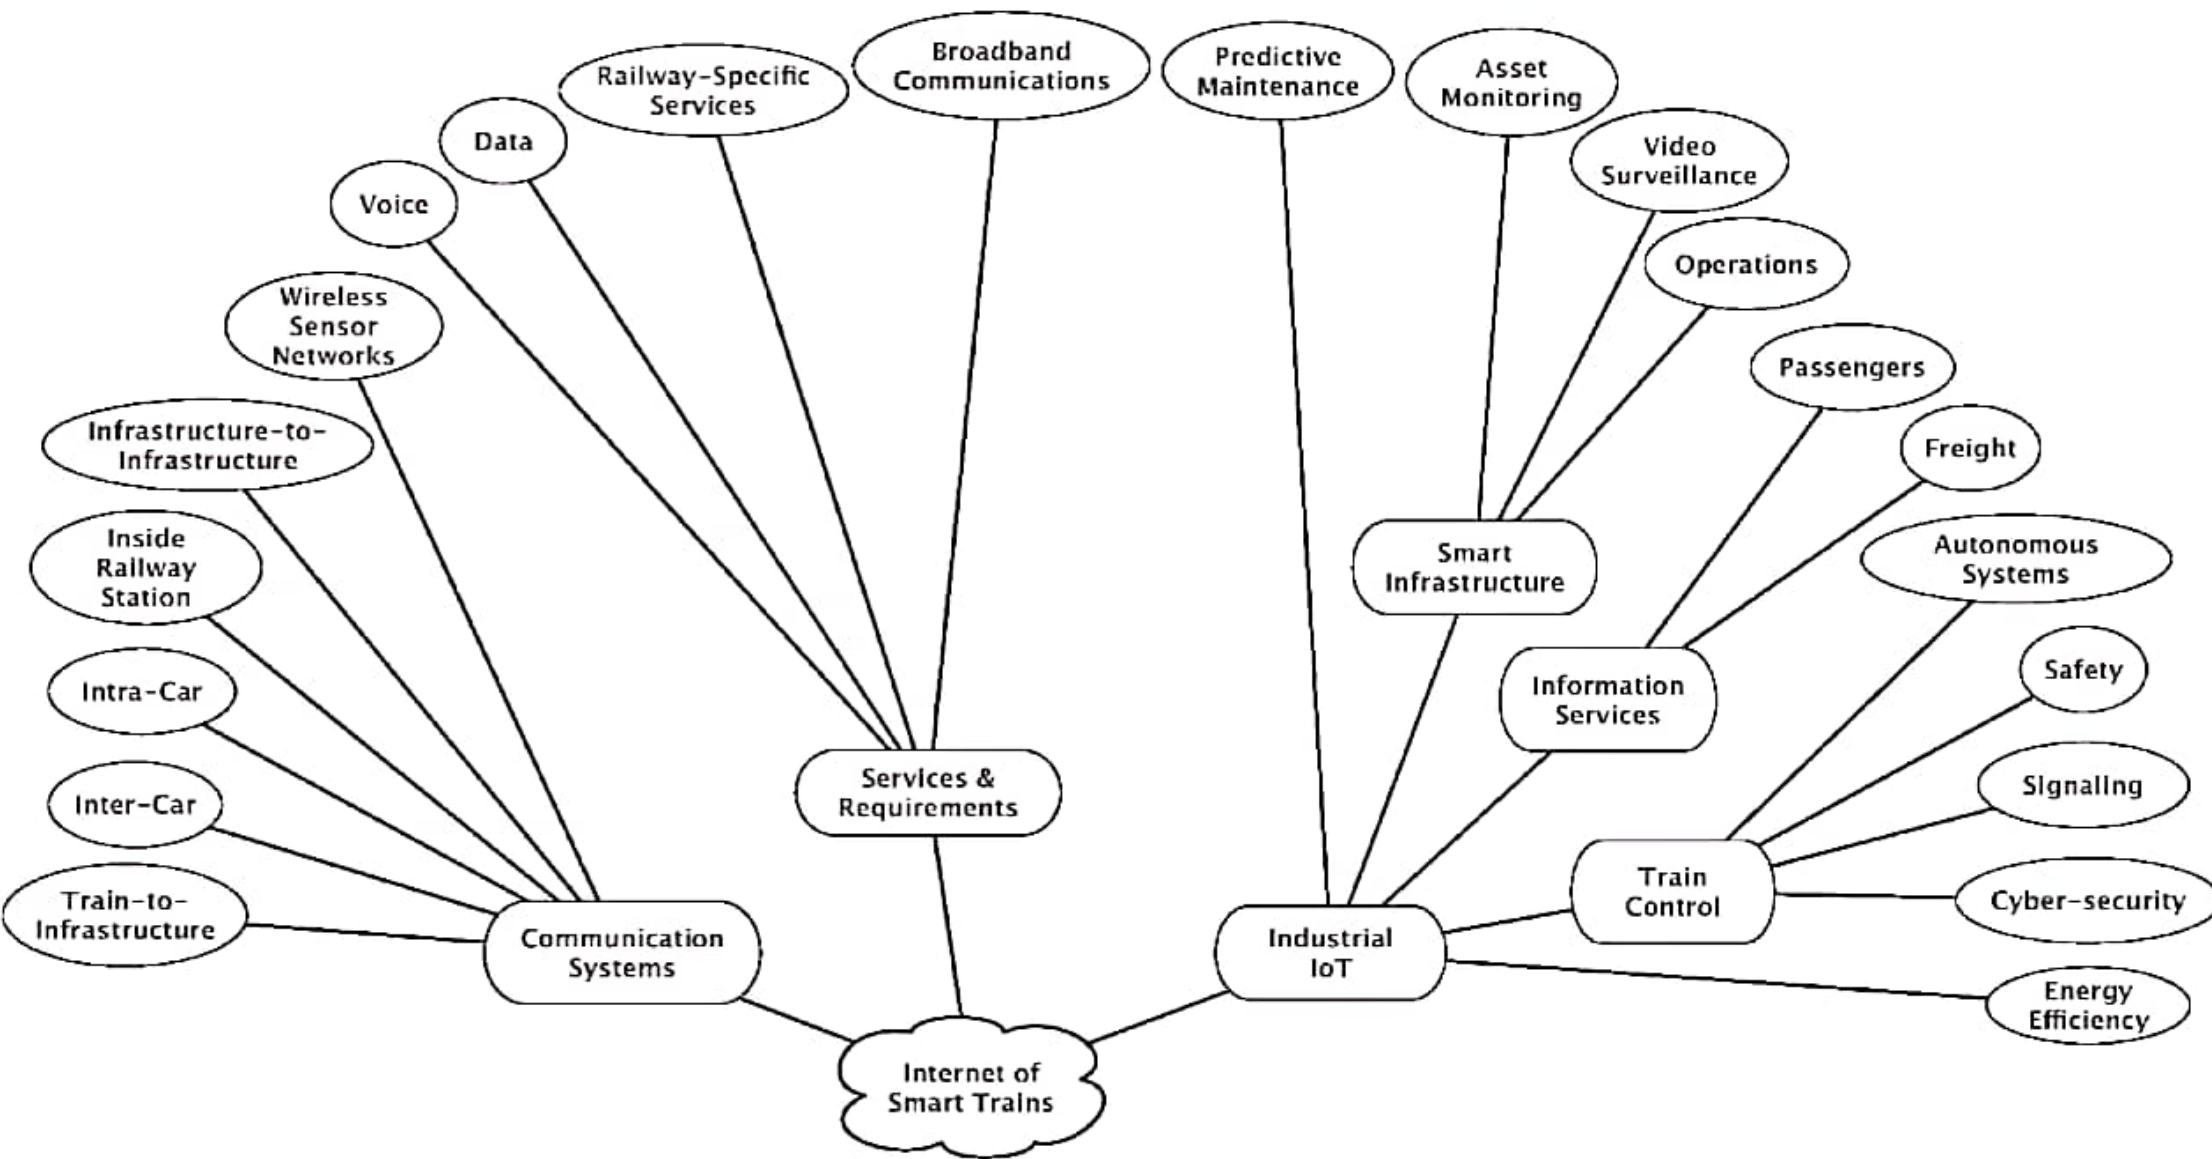 Broadband
Communications
Predictive
Maintenance
Asset
Monitoring
Railway-Specific
Services
Data
Video
Surveillance
Voice
Operations
Wireless
Sensor
Networks
Passengers
Infrastructure-to-
Infrastructure
Freight
Inside
Railway
Station
Autonomous
Systems
Smart
Infrastructure
Intra-Car
Information
Services
Safety
Inter-Car
Services &
Requirements
Signaling
Train-to-
Infrastructure
Train
Control
Cyber-security
Communication
Systems
Industrial
IoT
Energy
Efficiency
Internet of
Smart Trains